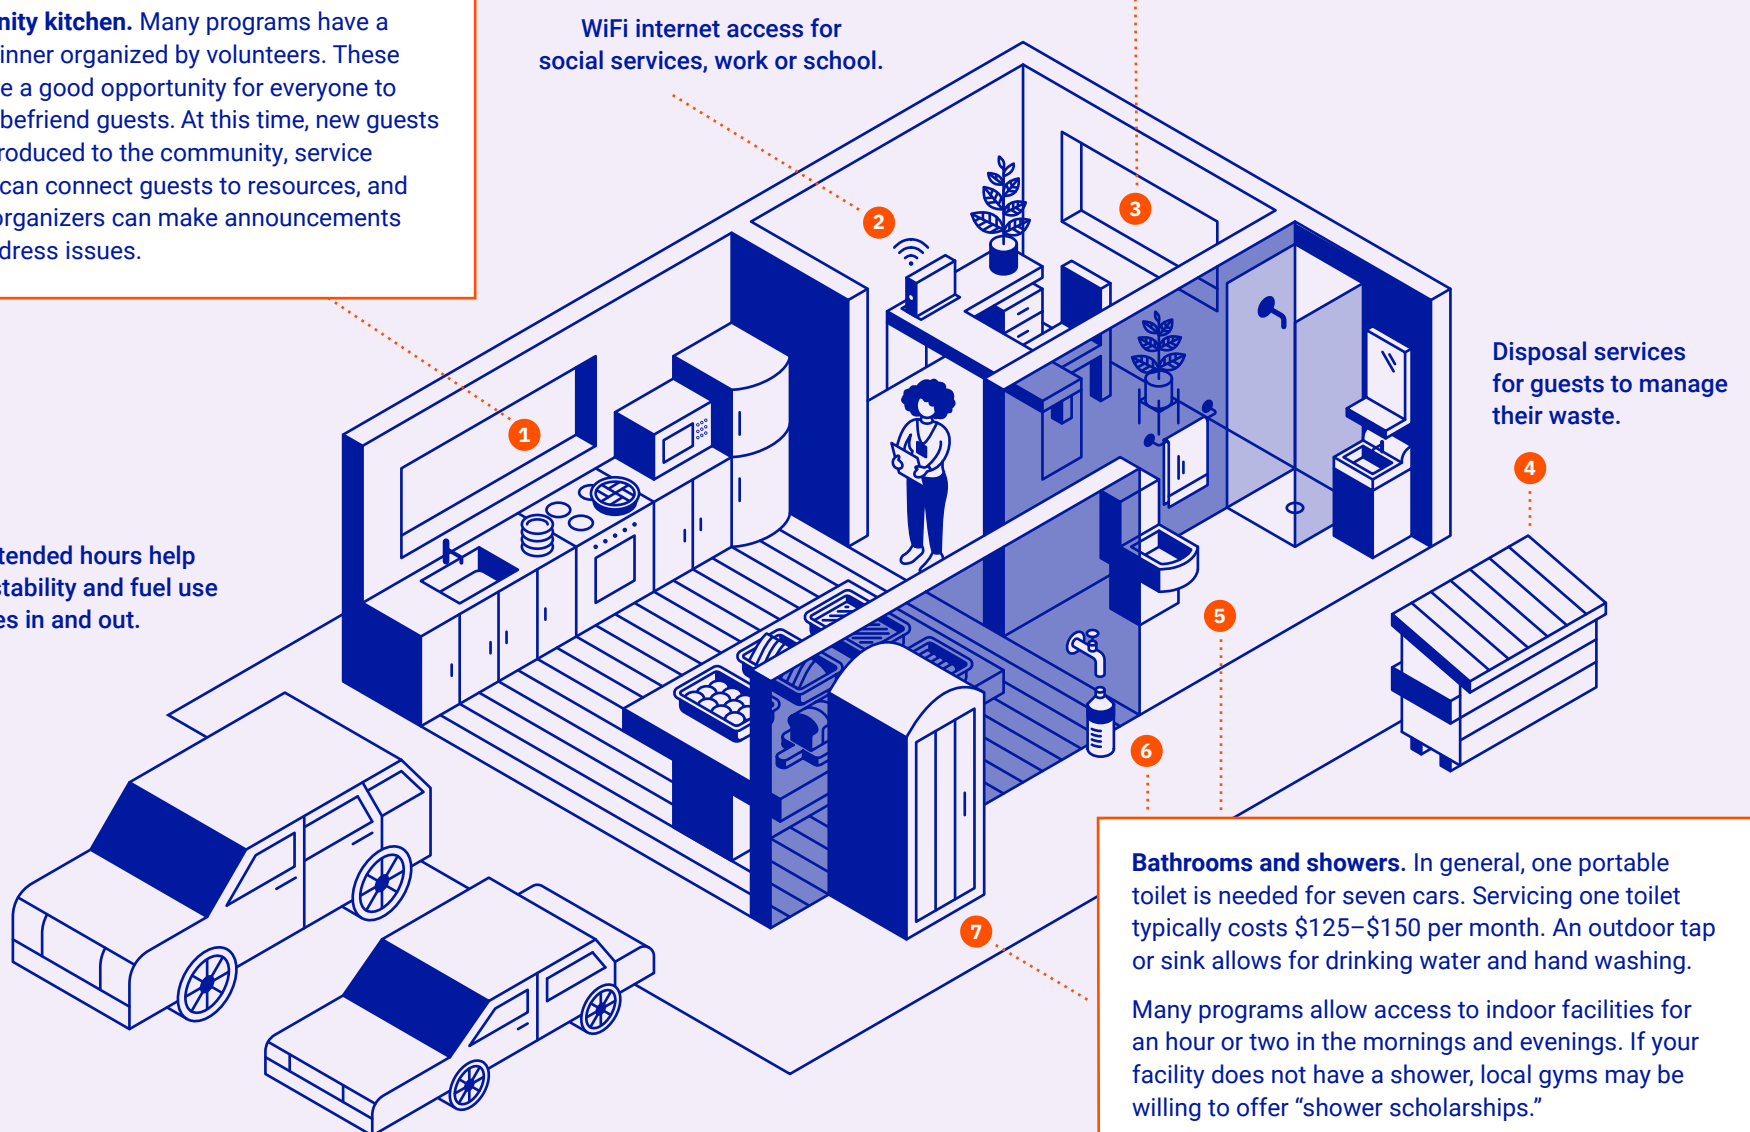 nity kitchen. Many programs have a
inner organized by volunteers. These
e a good opportunity for everyone to
befriend guests. At this time, new guests
roduced to the community, service
can connect guests to resources, and
organizers can make announcements
dress issues.
WiFi internet access for
social services, work or school.
2
3
1
Disposal services
for guests to manage
their waste.
4
tended hours help
stability and fuel use
es in and out.
5
6
7
Bathrooms and showers. In general, one portable
toilet is needed for seven cars. Servicing one toilet
typically costs $125–$150 per month. An outdoor tap
or sink allows for drinking water and hand washing.
Many programs allow access to indoor facilities for
an hour or two in the mornings and evenings. If your
facility does not have a shower, local gyms may be
willing to offer “shower scholarships.”